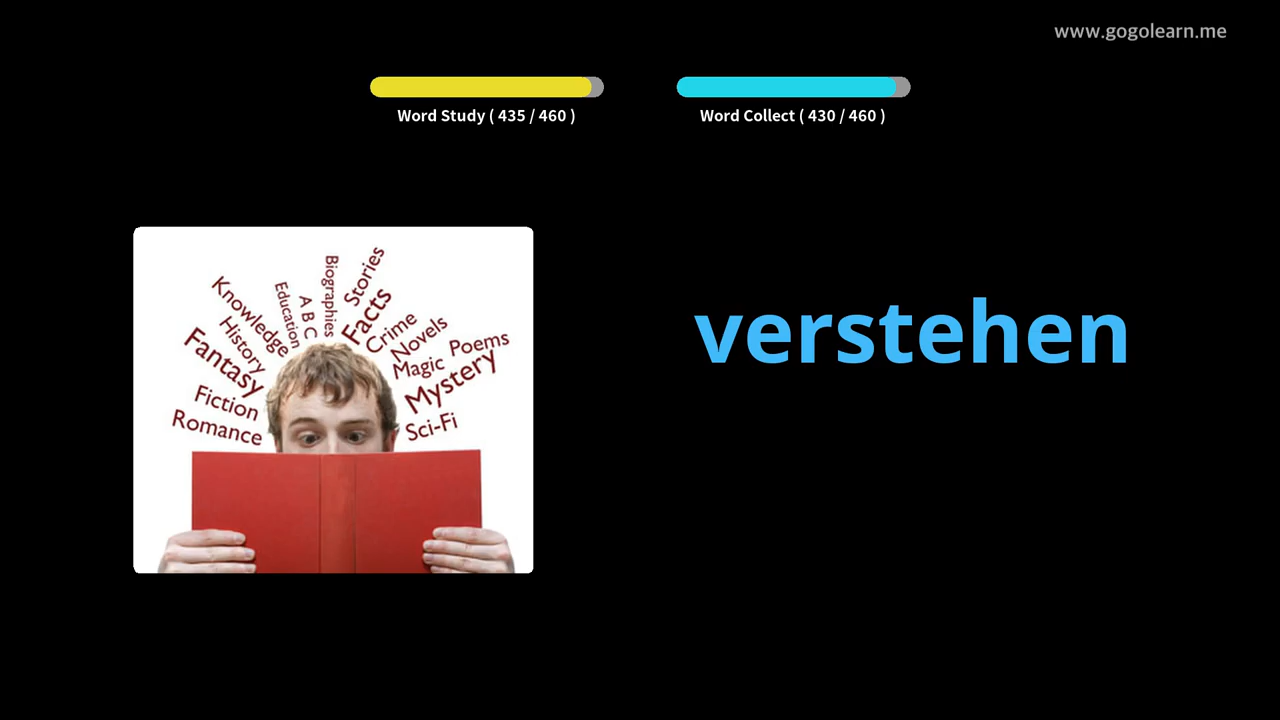 www.gogolearn.me
Word Study ( 435 / 460 )
Word Collect ( 430 / 460 )
verstehen
Knowledge
History
Fantasy
Fiction
Romance
Education
A B C
Biographies
Stories
Facts
Crime
Novels
Magic
Poems
Mystery
Sci-Fi